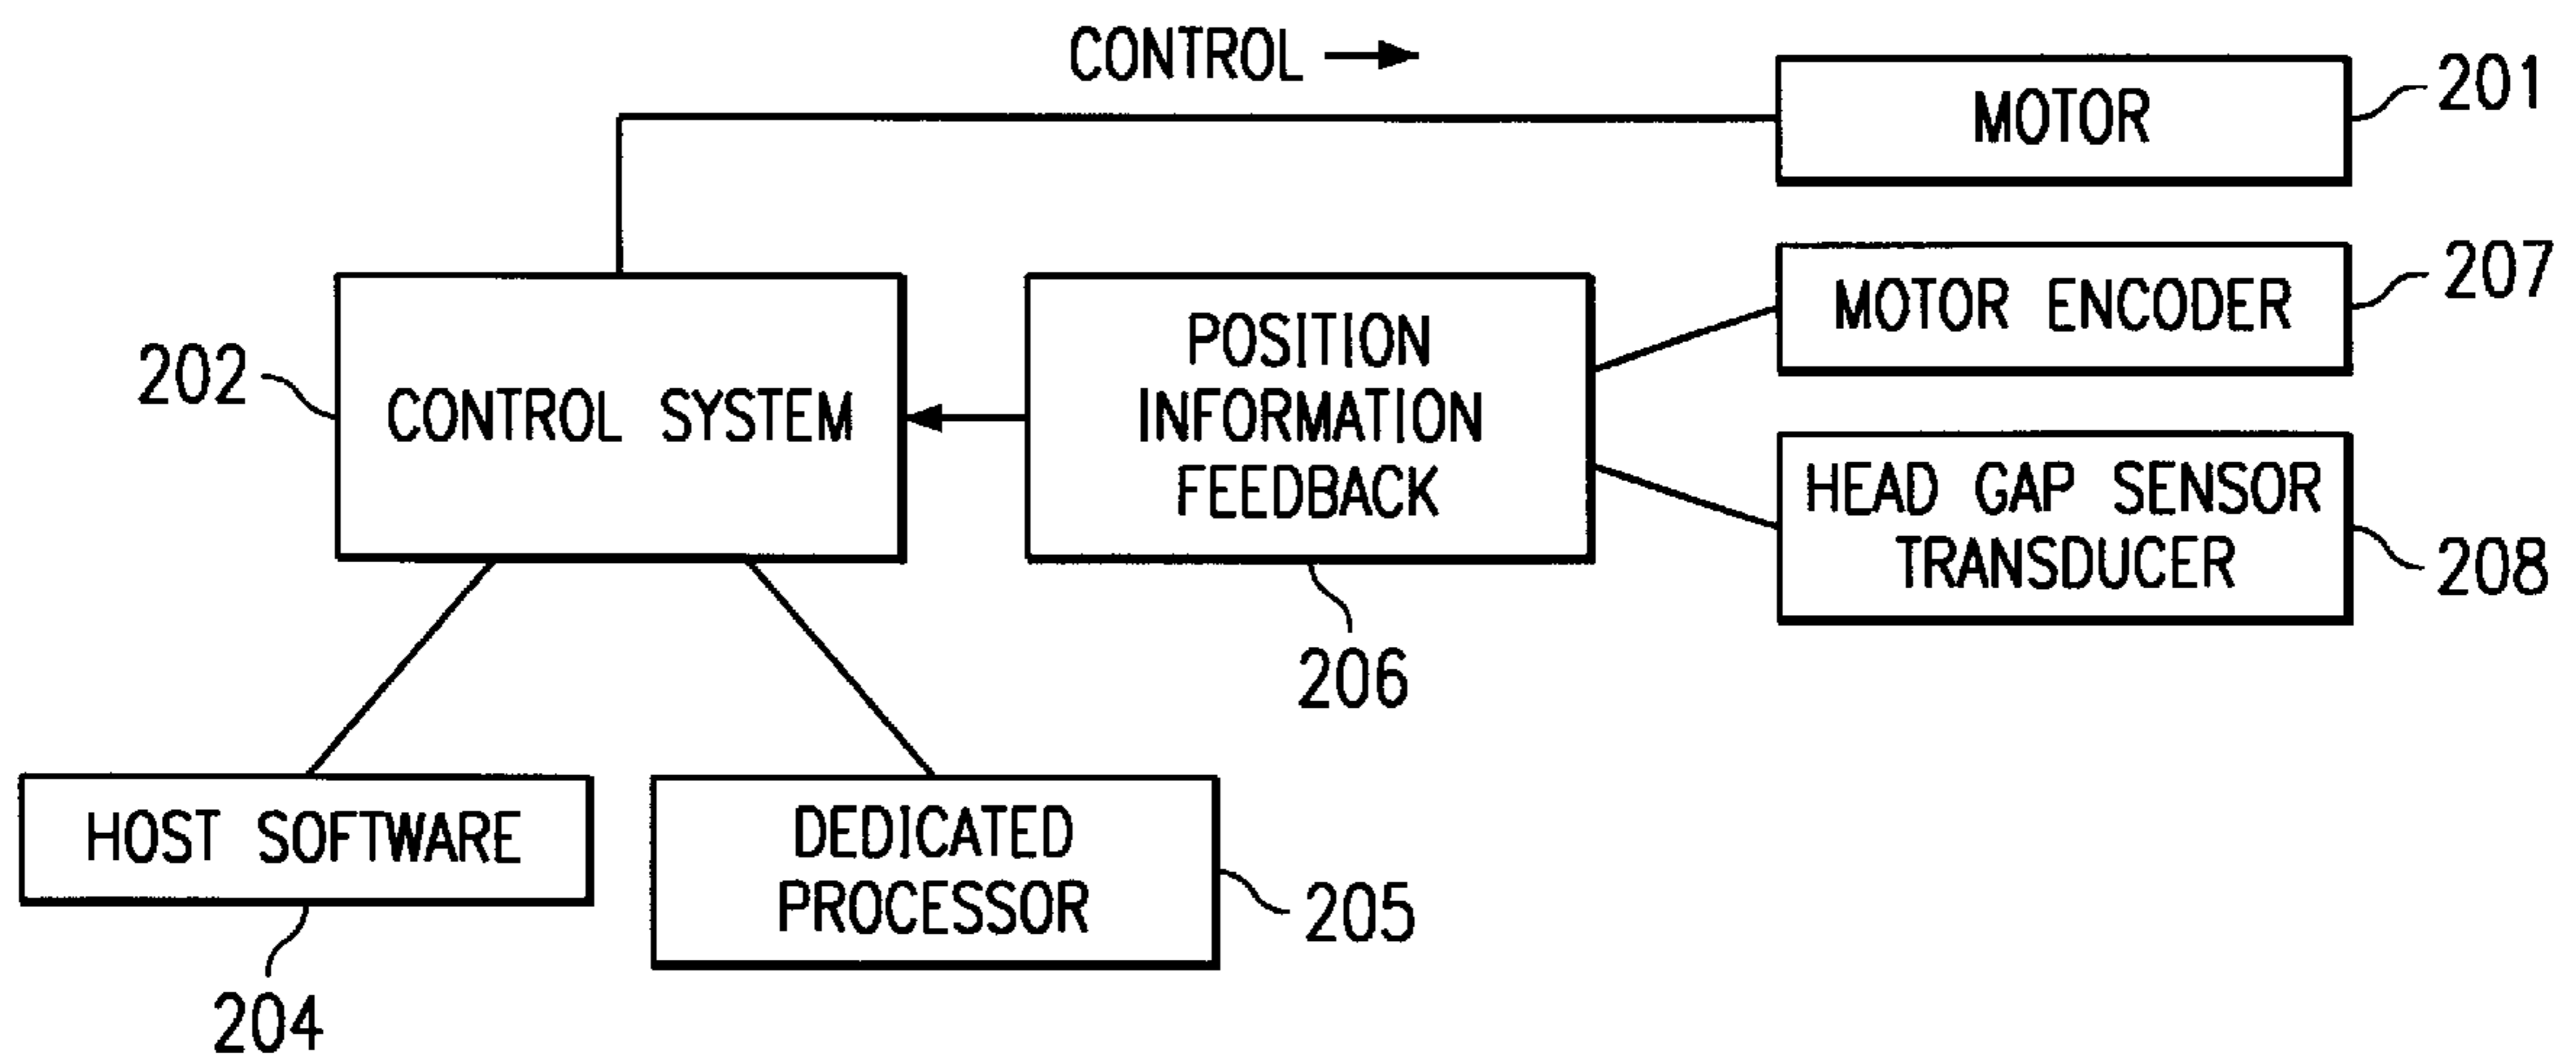 CONTROL
MOTOR
201
MOTOR ENCODER
207
202
CONTROL SYSTEM
POSITION
INFORMATION
FEEDBACK
206
HEAD GAP SENSOR
TRANSDUCER
208
HOST SOFTWARE
204
DEDICATED
PROCESSOR
205